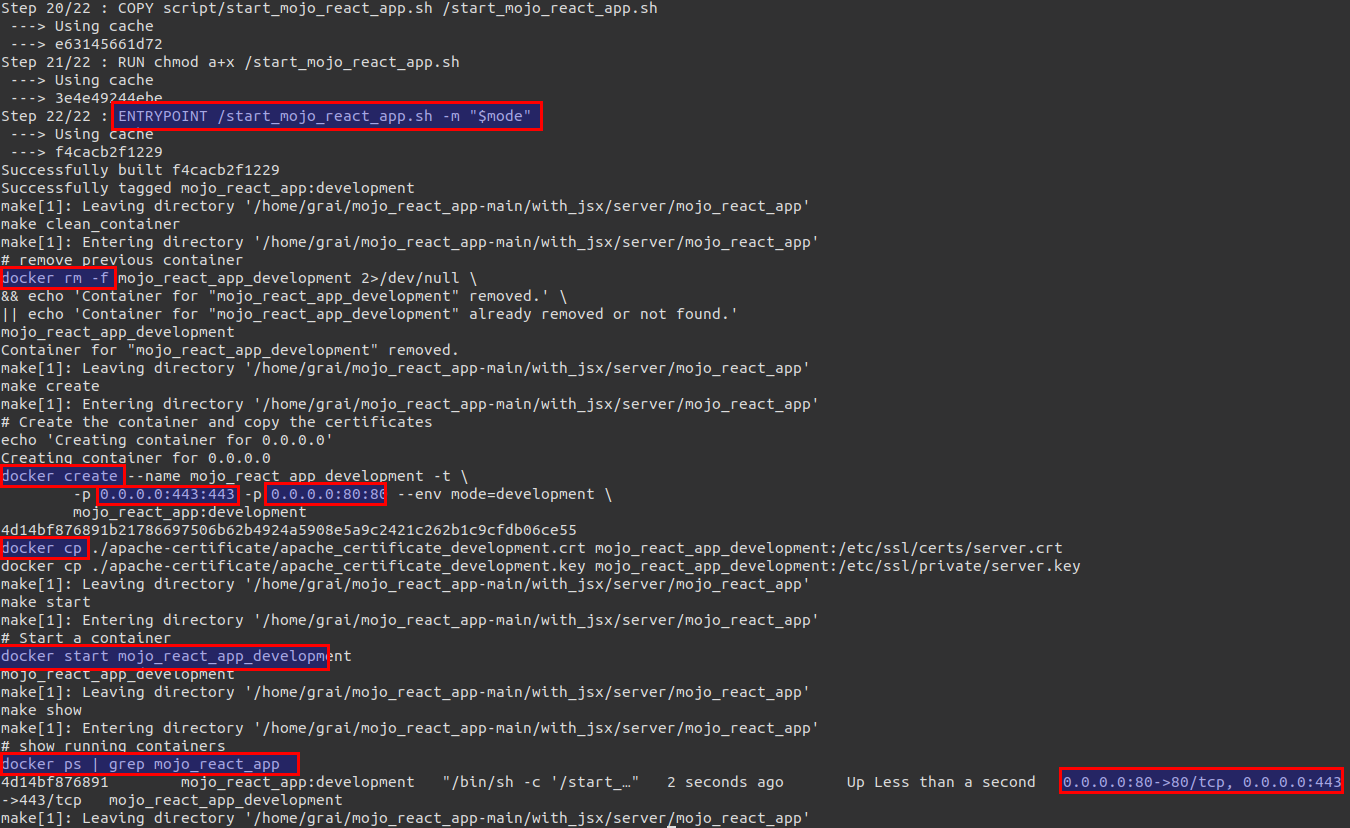 Step 20/22 : COPY script/start_mojo_react_app.sh /start_mojo_react_app.sh
 ---> Using cache
 ---> e63145661d72
Step 21/22 : RUN chmod a+x /start_mojo_react_app.sh
 ---> Using cache
 ---> 3e4e49244ebe
Step 22/22 : ENTRYPOINT /start_mojo_react_app.sh -m "$mode"
 ---> Using cache
 ---> f4cacb2f1229
Successfully built f4cacb2f1229
Successfully tagged mojo_react_app:development
make[1]: Leaving directory '/home/grai/mojo_react_app-main/with_jsx/server/mojo_react_app'
make clean_container
make[1]: Entering directory '/home/grai/mojo_react_app-main/with_jsx/server/mojo_react_app'
# remove previous container
docker rm -f mojo_react_app_development 2>/dev/null \
&& echo 'Container for "mojo_react_app_development" removed.' \
|| echo 'Container for "mojo_react_app_development" already removed or not found.'
mojo_react_app_development
Container for "mojo_react_app_development" removed.
make[1]: Leaving directory '/home/grai/mojo_react_app-main/with_jsx/server/mojo_react_app'
make create
make[1]: Entering directory '/home/grai/mojo_react_app-main/with_jsx/server/mojo_react_app'
# Create the container and copy the certificates
echo 'Creating container for 0.0.0.0'
Creating container for 0.0.0.0
docker create --name mojo_react_app_development -t \
        -p 0.0.0.0:443:443 -p 0.0.0.0:80:80 --env mode=development \
        mojo_react_app:development
4d14bf876891b21786697506b62b4924a5908e5a9c2421c262b1c9cfdb06ce55
docker cp ./apache-certificate/apache_certificate_development.crt mojo_react_app_development:/etc/ssl/certs/server.crt
docker cp ./apache-certificate/apache_certificate_development.key mojo_react_app_development:/etc/ssl/private/server.key
make[1]: Leaving directory '/home/grai/mojo_react_app-main/with_jsx/server/mojo_react_app'
make start
make[1]: Entering directory '/home/grai/mojo_react_app-main/with_jsx/server/mojo_react_app'
# Start a container
docker start mojo_react_app_development
mojo_react_app_development
make[1]: Leaving directory '/home/grai/mojo_react_app-main/with_jsx/server/mojo_react_app'
make show
make[1]: Entering directory '/home/grai/mojo_react_app-main/with_jsx/server/mojo_react_app'
# show running containers
docker ps | grep mojo_react_app
4d14bf876891        mojo_react_app:development   "/bin/sh -c '/start_…"   2 seconds ago       Up Less than a second   0.0.0.0:80->80/tcp, 0.0.0.0:443
->443/tcp   mojo_react_app_development
make[1]: Leaving directory '/home/grai/mojo_react_app-main/with_jsx/server/mojo_react_app'